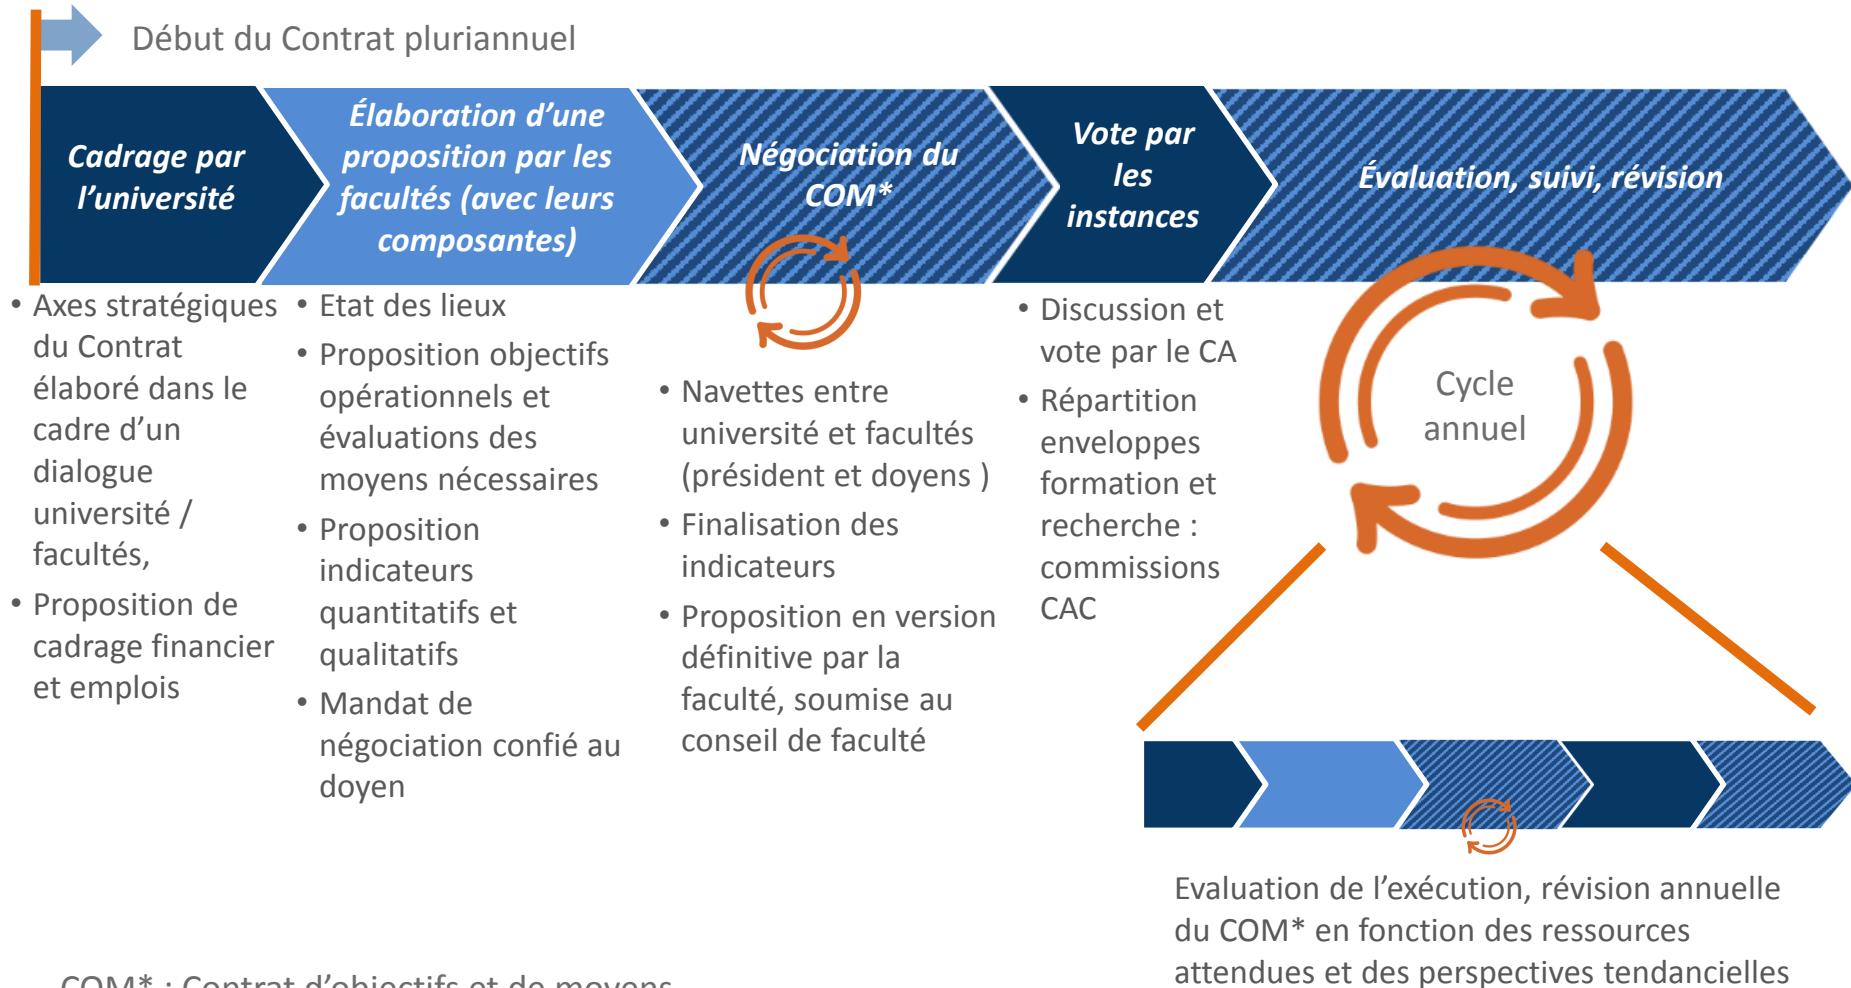 Début du Contrat pluriannuel
Cadrage par
l’université
Élaboration d’une
proposition par les
facultés (avec leurs
composantes)
Négociation du
COM*
Vote par
les
instances
Évaluation, suivi, révision
• Axes stratégiques
du Contrat
élaboré dans le
cadre d’un
dialogue
université /
facultés,
• Proposition de
cadrage financier
et emplois
• Etat des lieux
• Proposition objectifs
opérationnels et
évaluations des
moyens nécessaires
• Proposition
indicateurs
quantitatifs et
qualitatifs
• Mandat de
négociation confié au
doyen
• Navettes entre
université et facultés
(président et doyens )
• Finalisation des
indicateurs
• Proposition en version
définitive par la
faculté, soumise au
conseil de faculté
• Discussion et
vote par le CA
• Répartition
enveloppes
formation et
recherche :
commissions
CAC
Cycle
annuel
Evaluation de l’exécution, révision annuelle
du COM* en fonction des ressources
attendues et des perspectives tendancielles
COM* : Contrat d’objectifs et de moyens